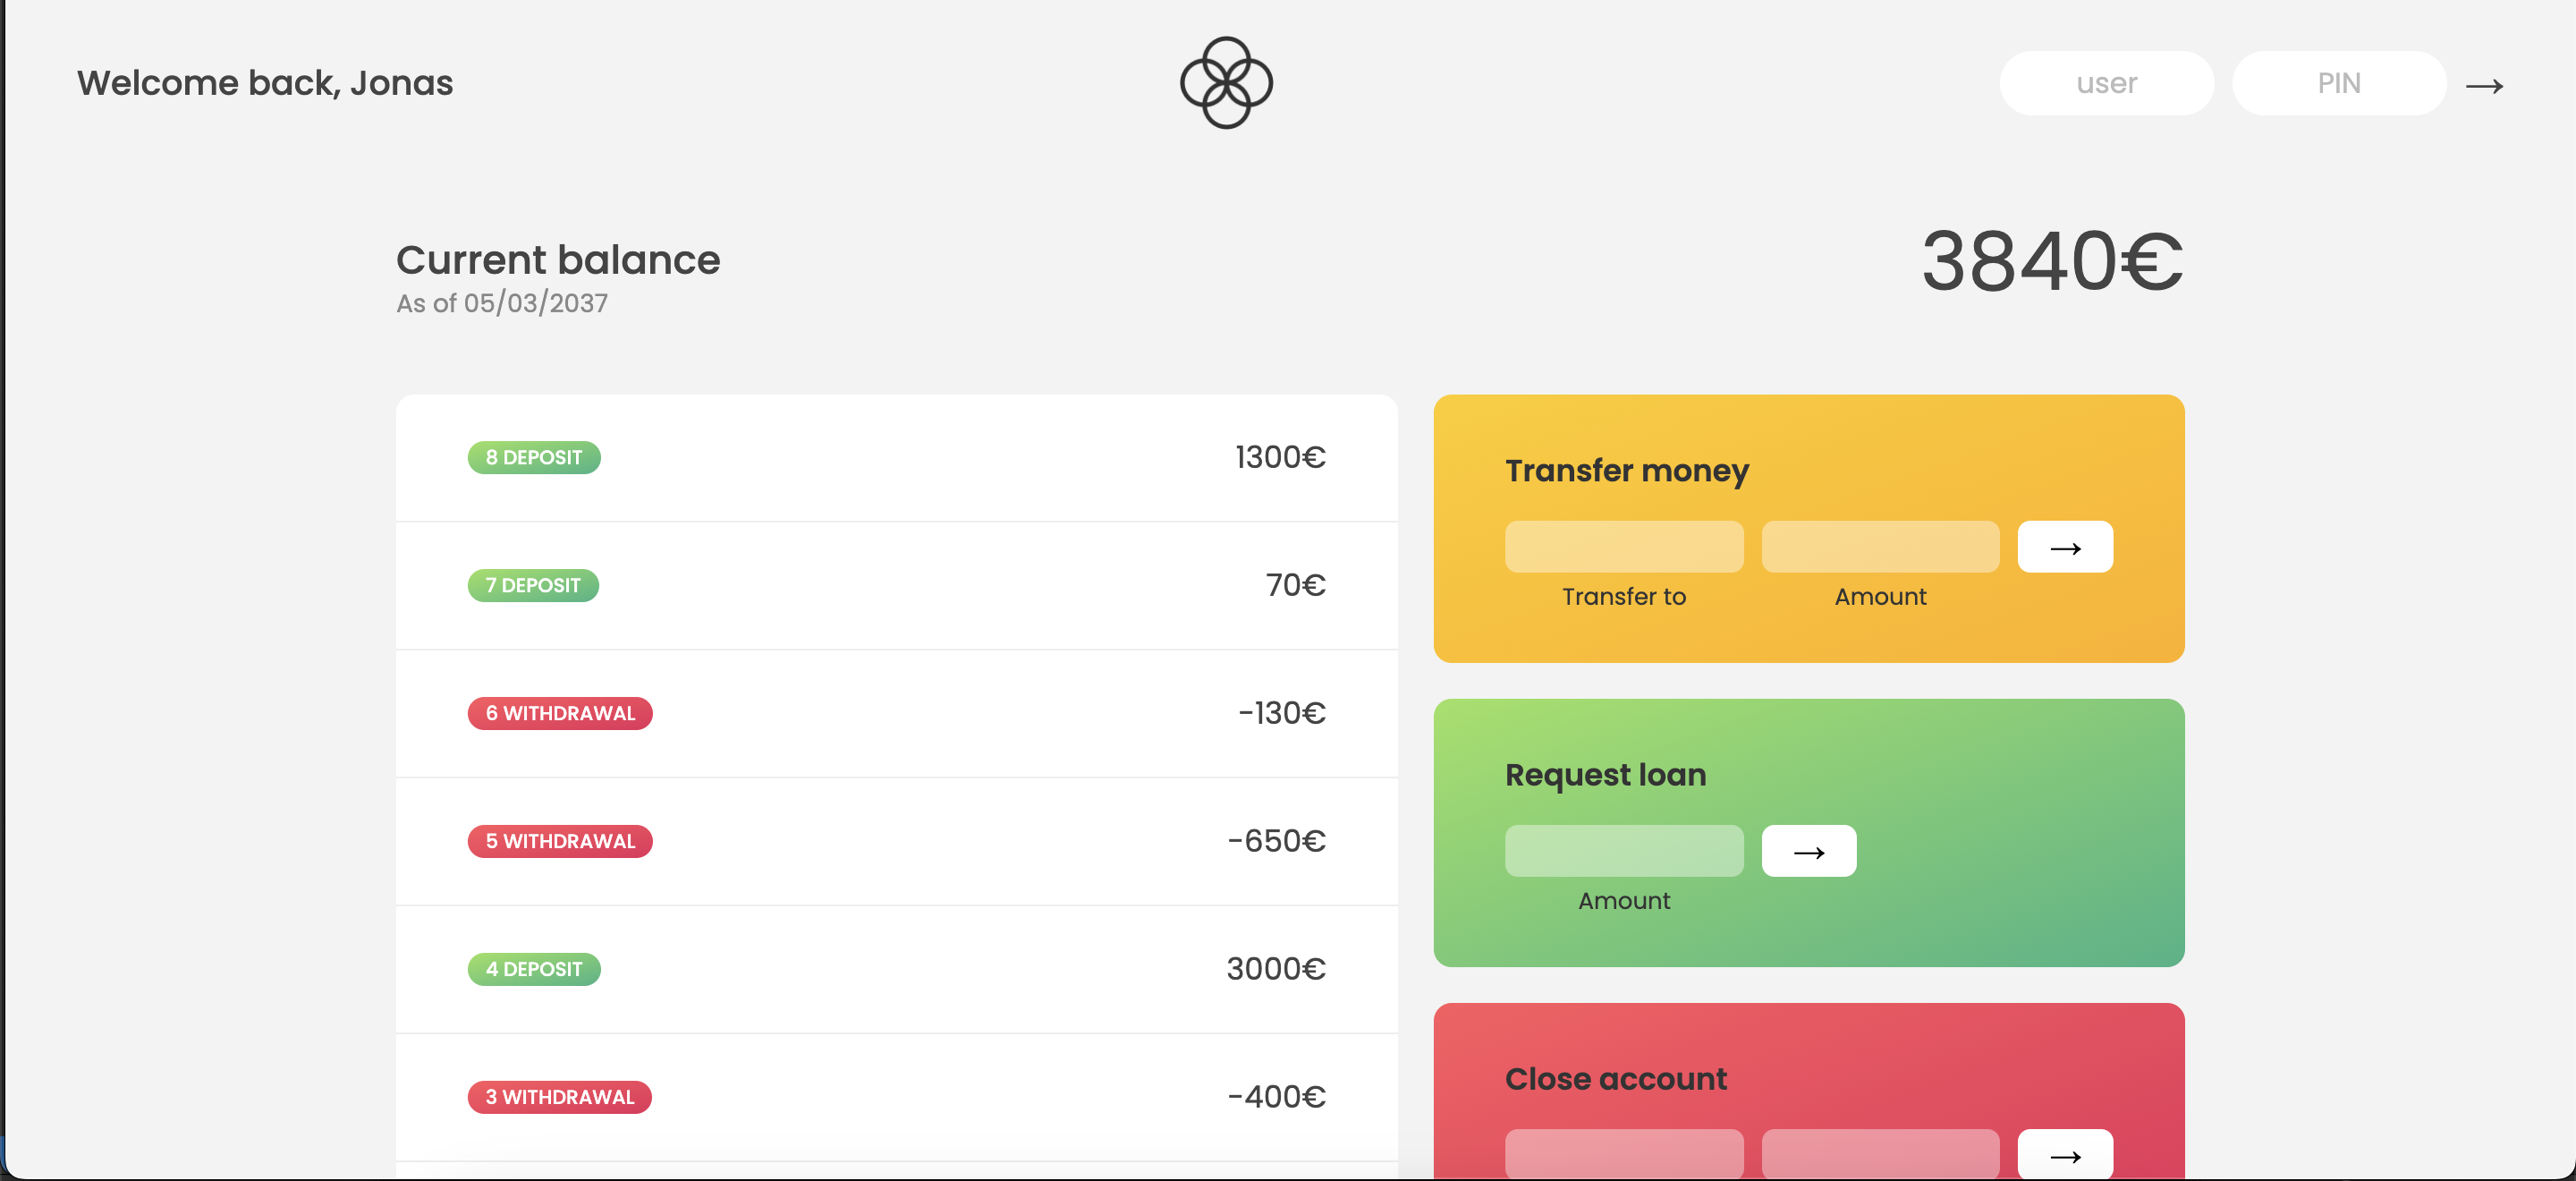 Welcome back, Jonas
user
PIN
→
Current balance
As of 05/03/2037
3840€
8 DEPOSIT
1300€
7 DEPOSIT
70€
6 WITHDRAWAL
-130€
5 WITHDRAWAL
-650€
4 DEPOSIT
3000€
3 WITHDRAWAL
-400€
Transfer money
→
Transfer to
Amount
Request loan
→
Amount
Close account
→